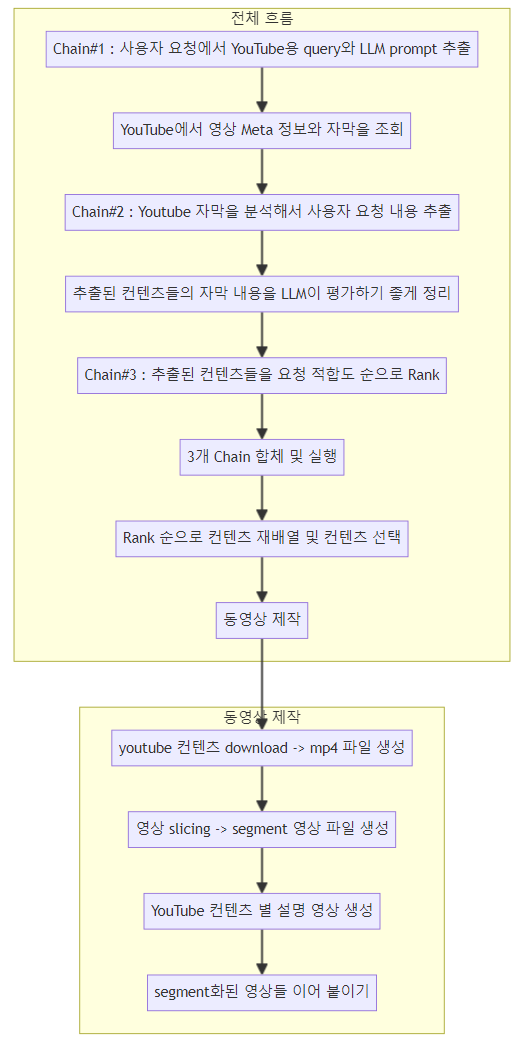 전체 흐름
Chain#1 : 사용자 요청에서 YouTube용 query와 LLM prompt 추출
YouTube에서 영상 Meta 정보와 자막을 조회
Chain#2 : Youtube 자막을 분석해서 사용자 요청 내용 추출
추출된 컨텐츠들의 자막 내용을 LLM이 평가하기 좋게 정리
Chain#3 : 추출된 컨텐츠들을 요청 적합도 순으로 Rank
3개 Chain 합체 및 실행
Rank 순으로 컨텐츠 재배열 및 컨텐츠 선택
동영상 제작
동영상 제작
youtube 컨텐츠 download -> mp4 파일 생성
영상 slicing -> segment 영상 파일 생성
YouTube 컨텐츠 별 설명 영상 생성
segment화된 영상들 이어 붙이기